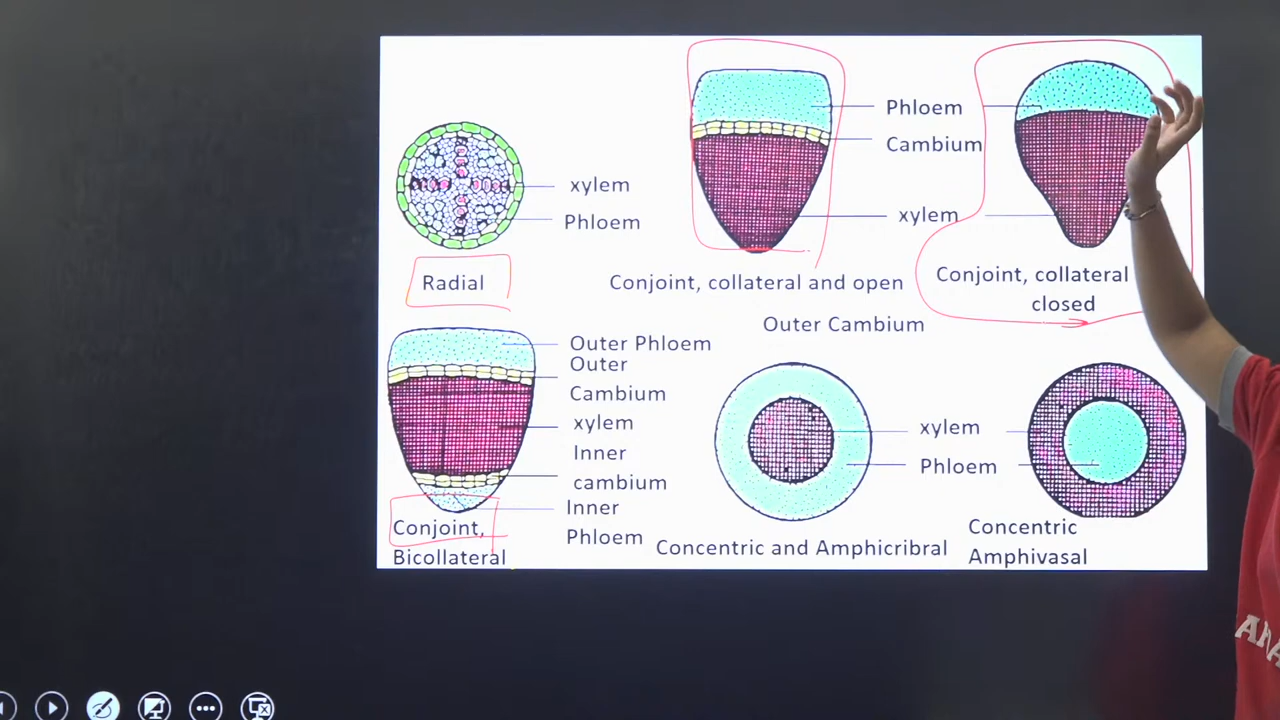 Phloem
Cambium
xylem
xylem
Phloem
Radial
Conjoint, collateral and open
Conjoint, collateral
closed
Outer Cambium
Outer Phloem
Outer
Cambium
xylem
Inner
cambium
Inner
Phloem
Conjoint,
Bicollateral
xylem
Phloem
Concentric and Amphicribral
Concentric
Amphivasal